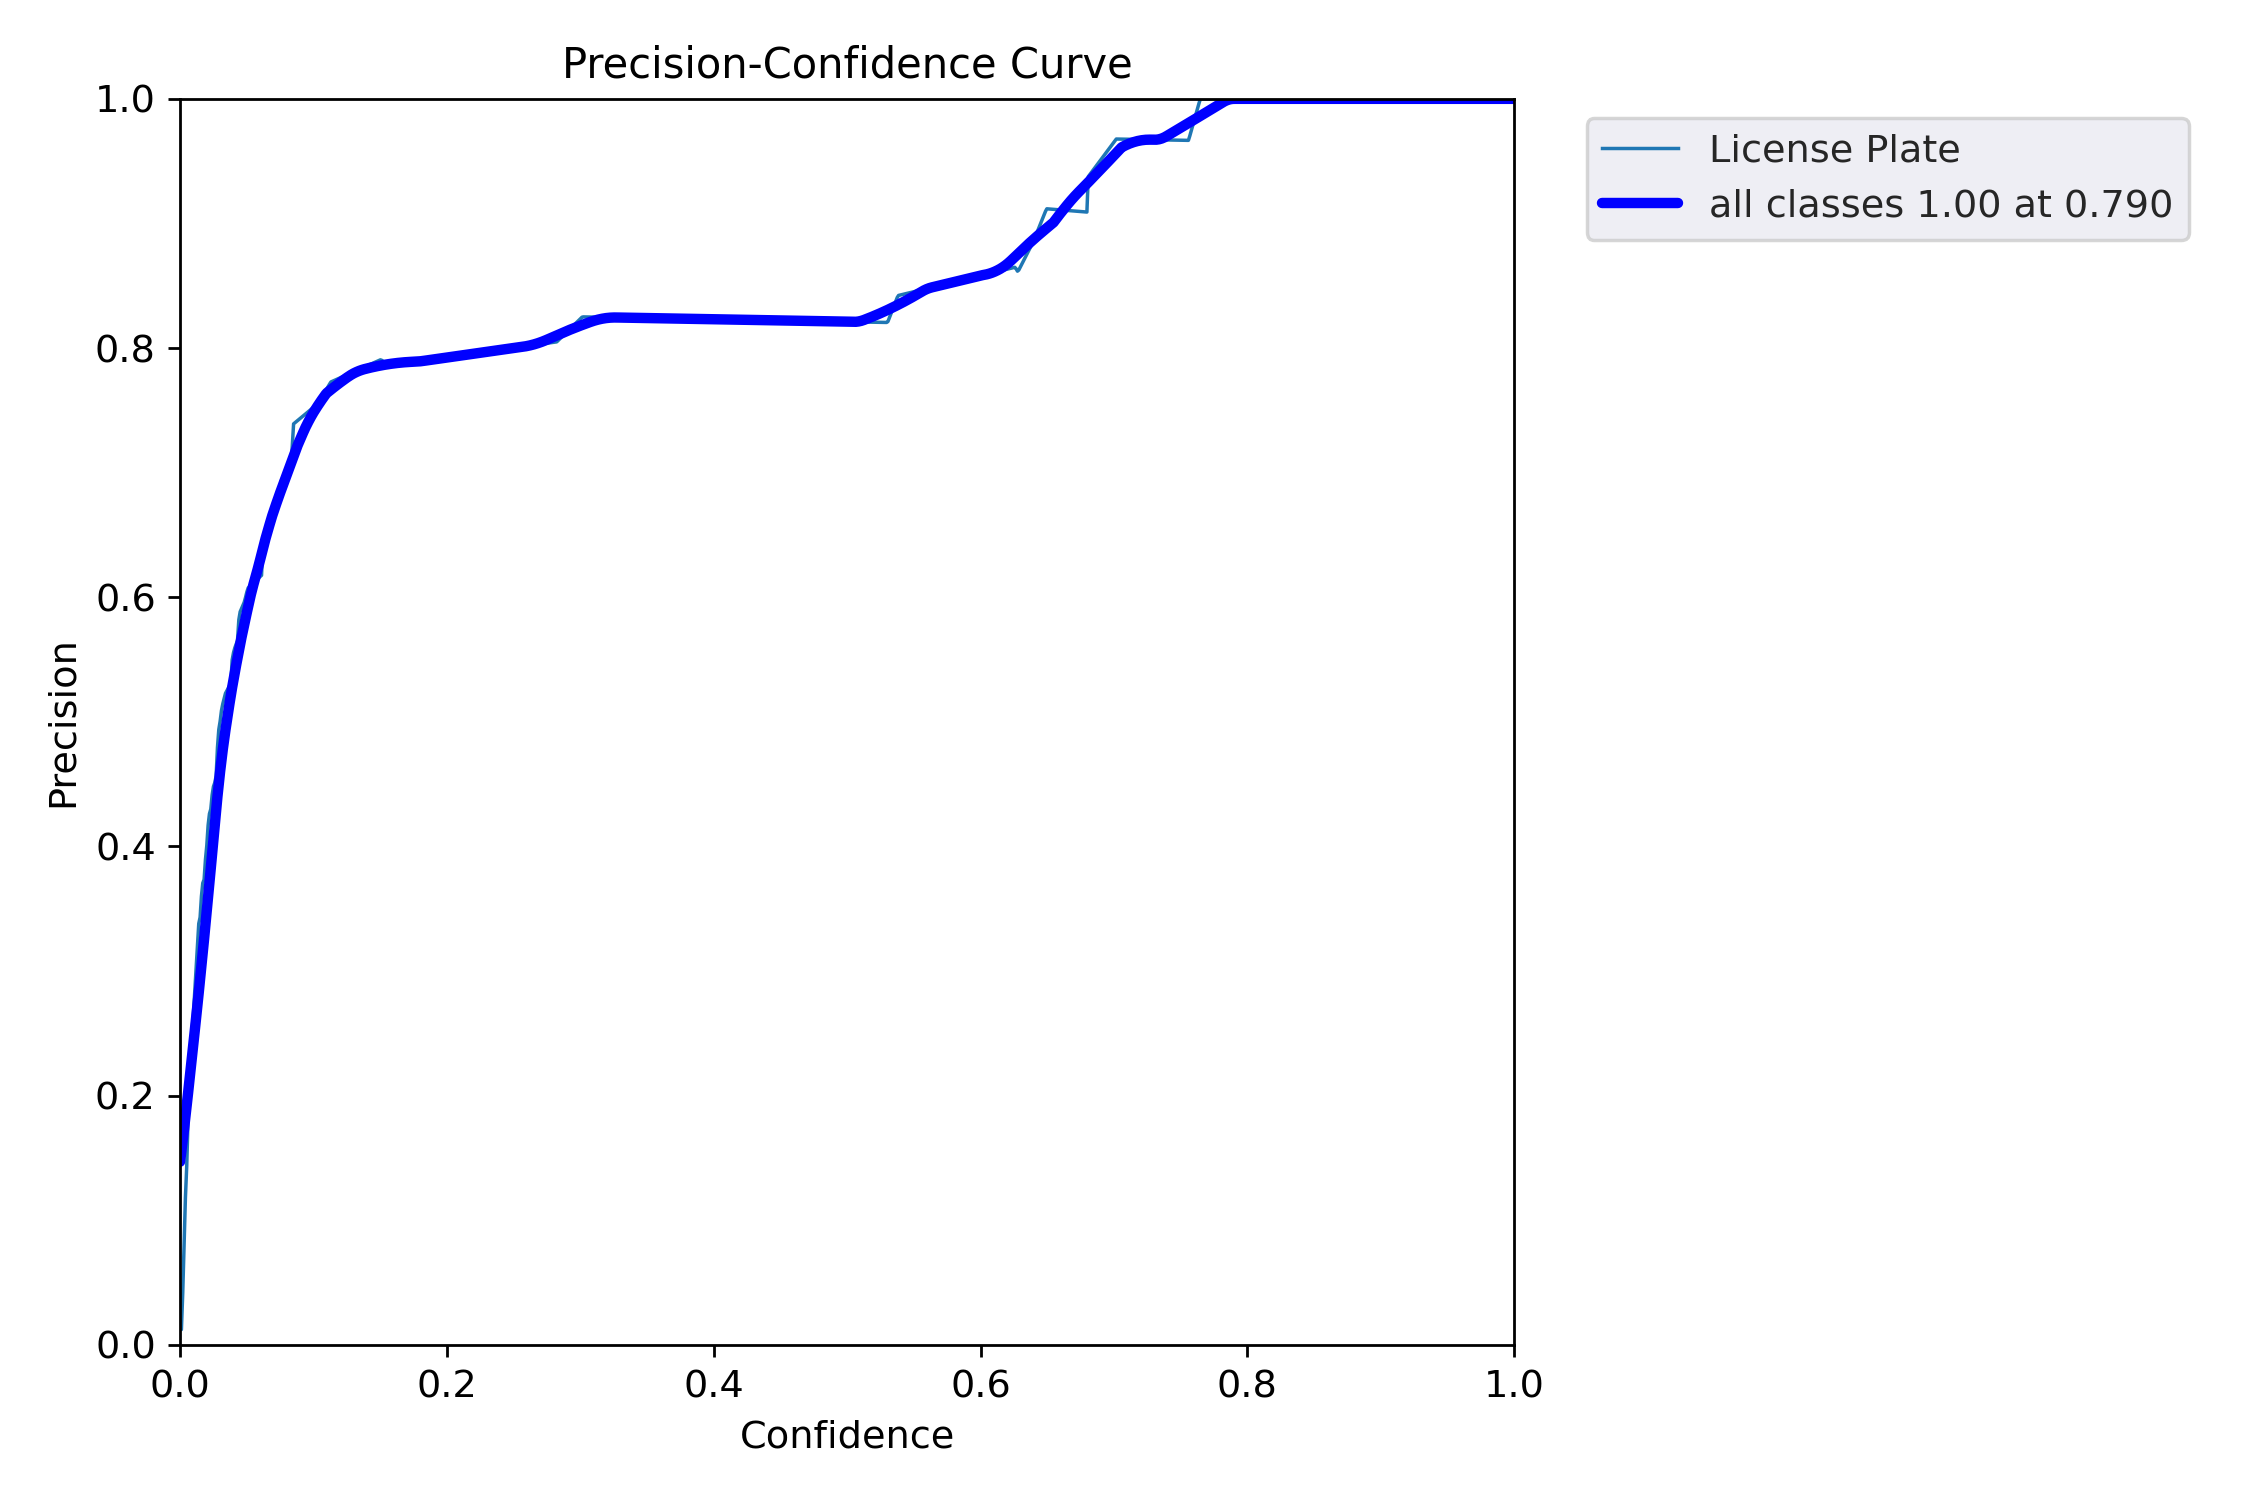 Precision-Confidence Curve
1.0
0.8
0.6
0.4
0.2
0.0
Precision
0.0 0.2 0.4 0.6 0.8 1.0
Confidence
License Plate
all classes 1.00 at 0.790